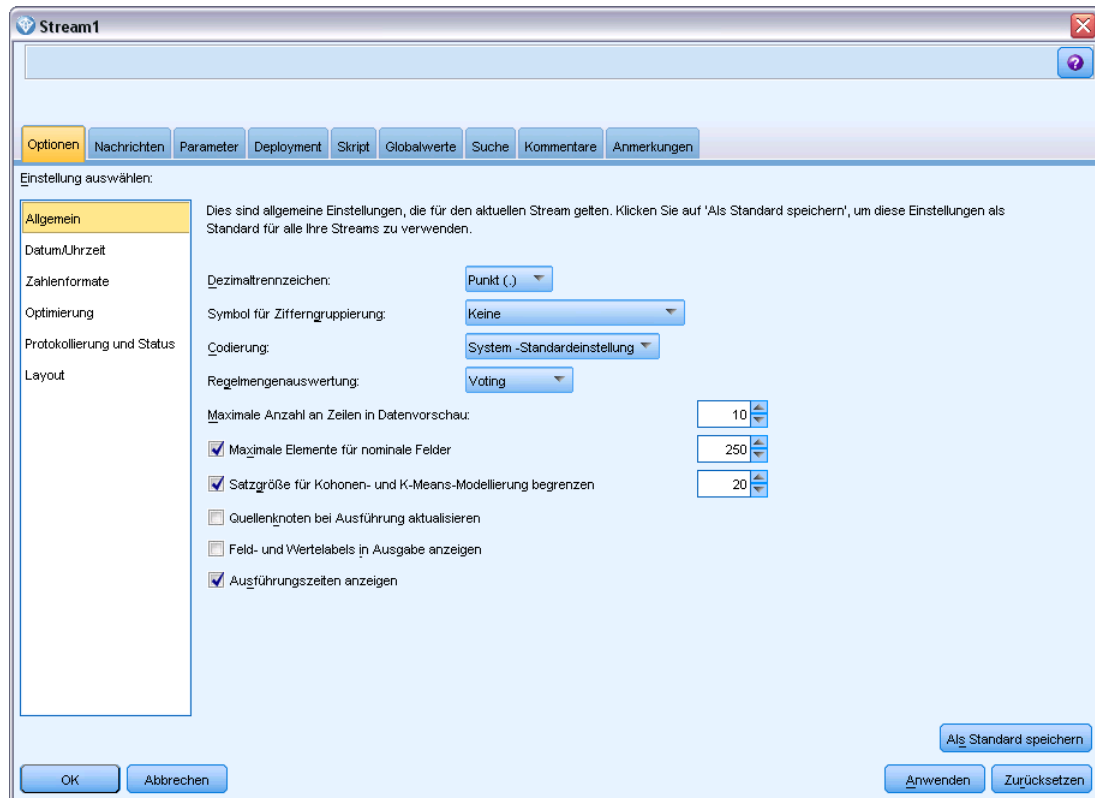 Stream1
Optionen Nachrichten Parameter Deployment Skript Globalwerte Suche Kommentare Anmerkungen
Einstellung auswählen:
Allgemein
Datum/Uhrzeit
Zahlenformate
Optimierung
Protokollierung und Status
Layout
Dies sind allgemeine Einstellungen, die für den aktuellen Stream gelten. Klicken Sie auf 'Als Standard speichern', um diese Einstellungen als
Standard für alle Ihre Streams zu verwenden.
Dezimaltrennzeichen: Punkt (.)
Symbol für Zifferngruppierung: Keine
Codierung: System -Standardeinstellung
Regelmengenauswertung: Voting
Maximale Anzahl an Zeilen in Datenvorschau: 10
Maximale Elemente für nominale Felder 250
Satzgröße für Kohonen- und K-Means-Modellierung begrenzen 20
Quellenknoten bei Ausführung aktualisieren
Feld- und Wertelabels in Ausgabe anzeigen
Ausführungszeiten anzeigen
Als Standard speichern
OK Abbrechen Anwenden Zurücksetzen